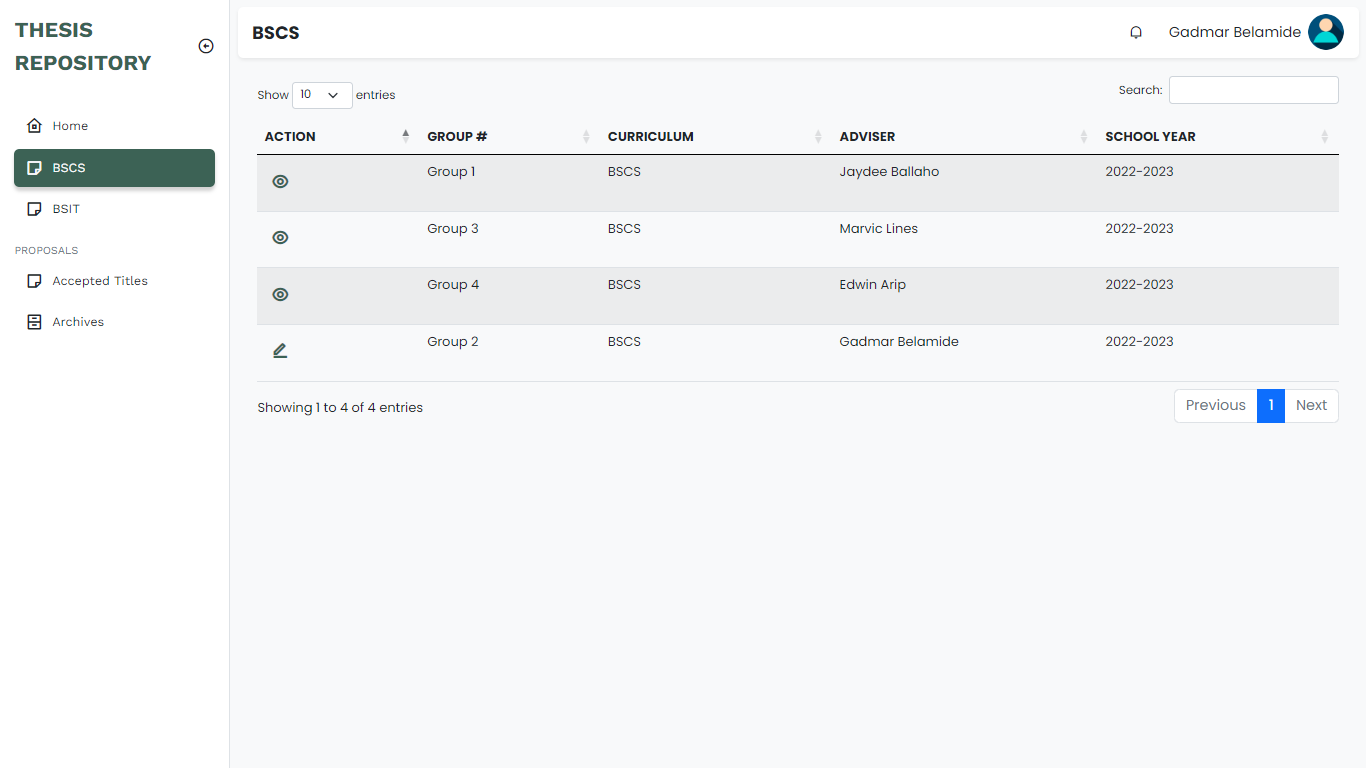 THESIS
REPOSITORY
Home
BSCS
BSIT
PROPOSALS
Accepted Titles
Archives
BSCS
Gadmar Belamide
Show 10 entries
Search:
ACTION GROUP # CURRICULUM ADVISER SCHOOL YEAR
Group 1 BSCS Jaydee Ballaho 2022-2023
Group 3 BSCS Marvic Lines 2022-2023
Group 4 BSCS Edwin Arip 2022-2023
Group 2 BSCS Gadmar Belamide 2022-2023
Showing 1 to 4 of 4 entries
Previous 1 Next